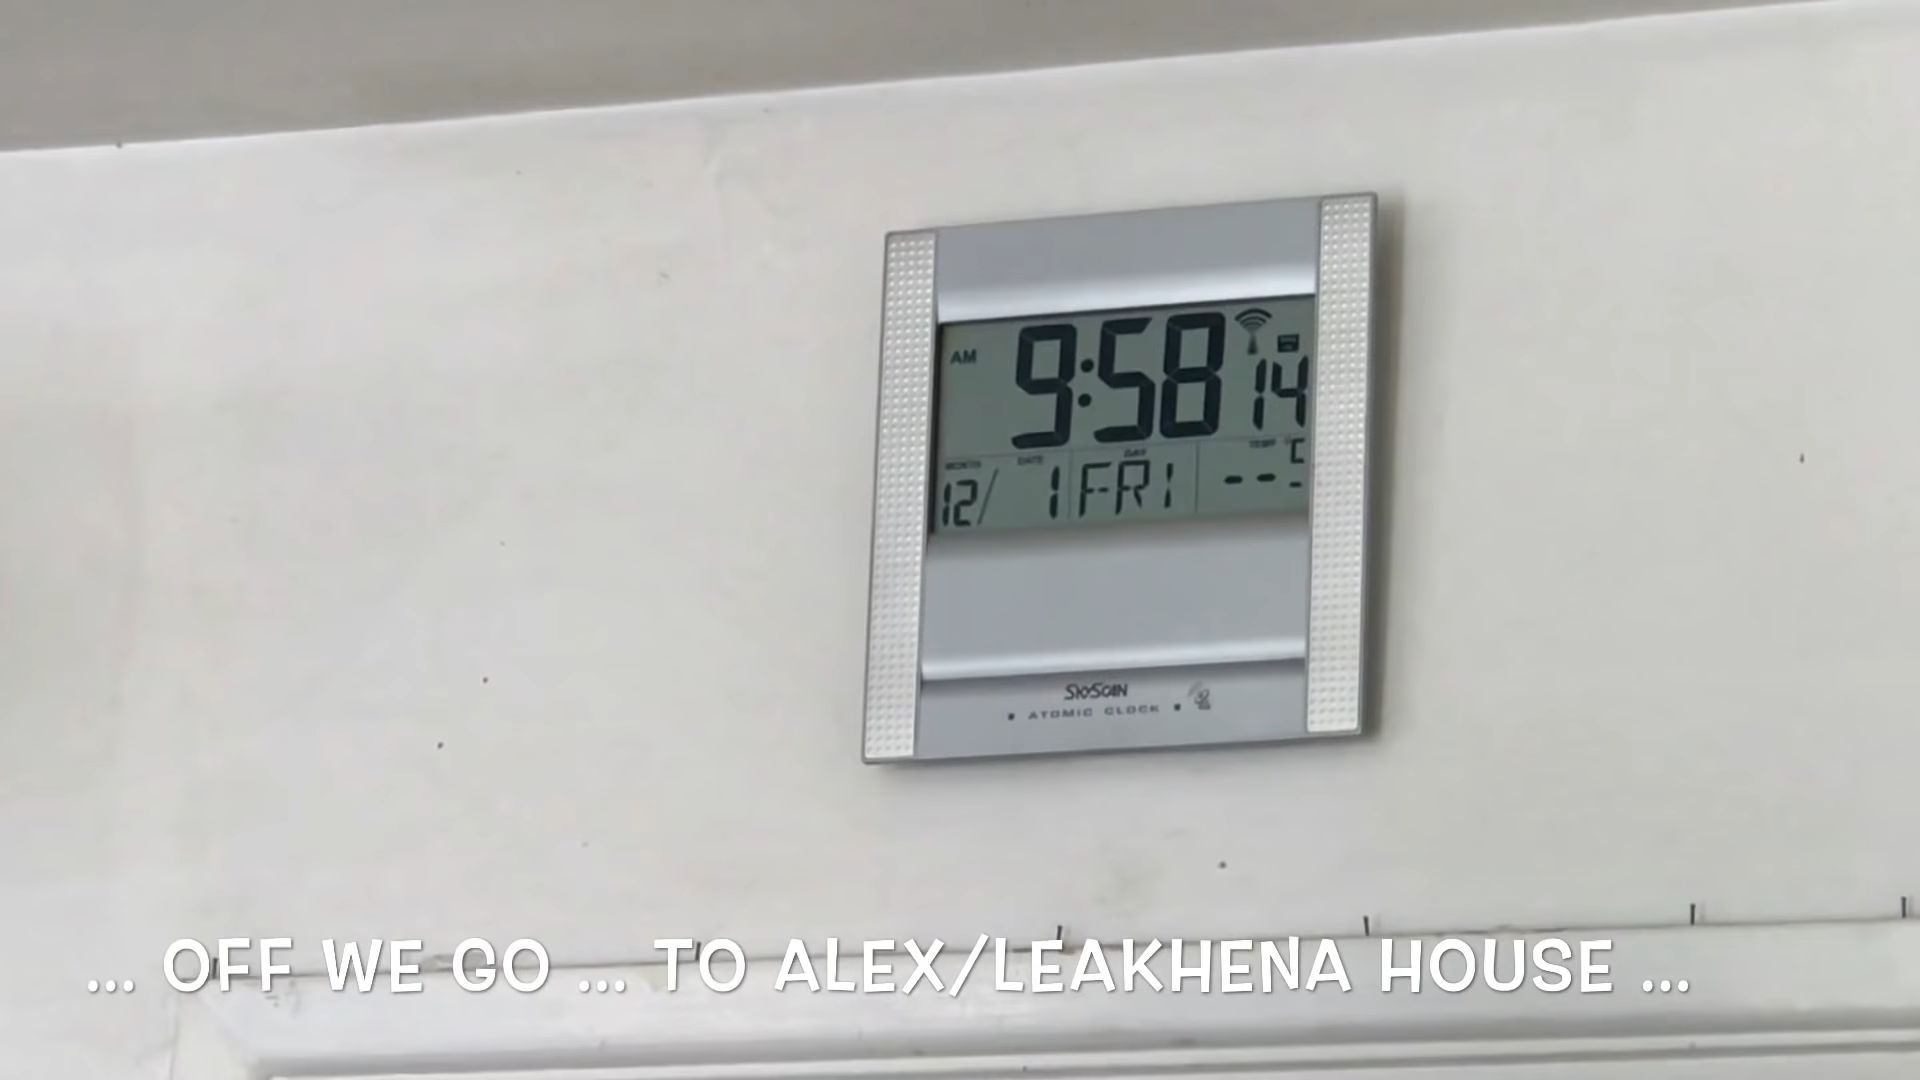 AM 9:58 14
MONTH DATE DAY TEMP °C
12/ 1 FRI --.-
SKYSCAN
• ATOMIC CLOCK •
... OFF WE GO ... TO ALEX/LEAKHENA HOUSE ...